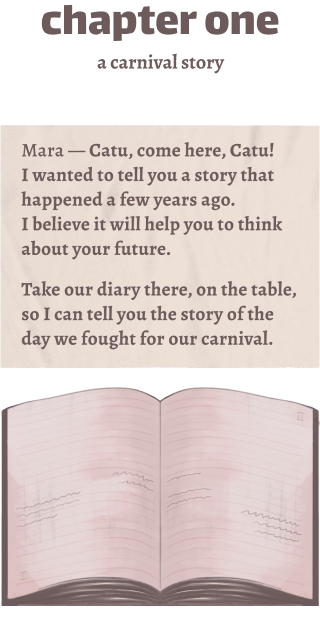 chapter one
a carnival story
Mara — Catu, come here, Catu!
I wanted to tell you a story that
happened a few years ago.
I believe it will help you to think
about your future.
Take our diary there, on the table,
so I can tell you the story of the
day we fought for our carnival.